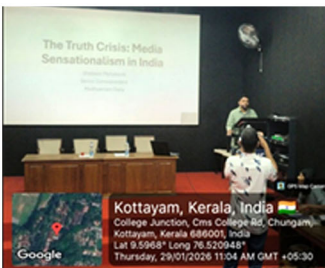 The Truth Crisis: Media
Sensationalism in India
GPS Map Camera
Kottayam, Kerala, India
College Junction, Cms College Rd, Chungam,
Kottayam, Kerala 686001, India
Lat 9.5968° Long 76.520948°
Thursday, 29/01/2026 11:04 AM GMT +05:30
Google